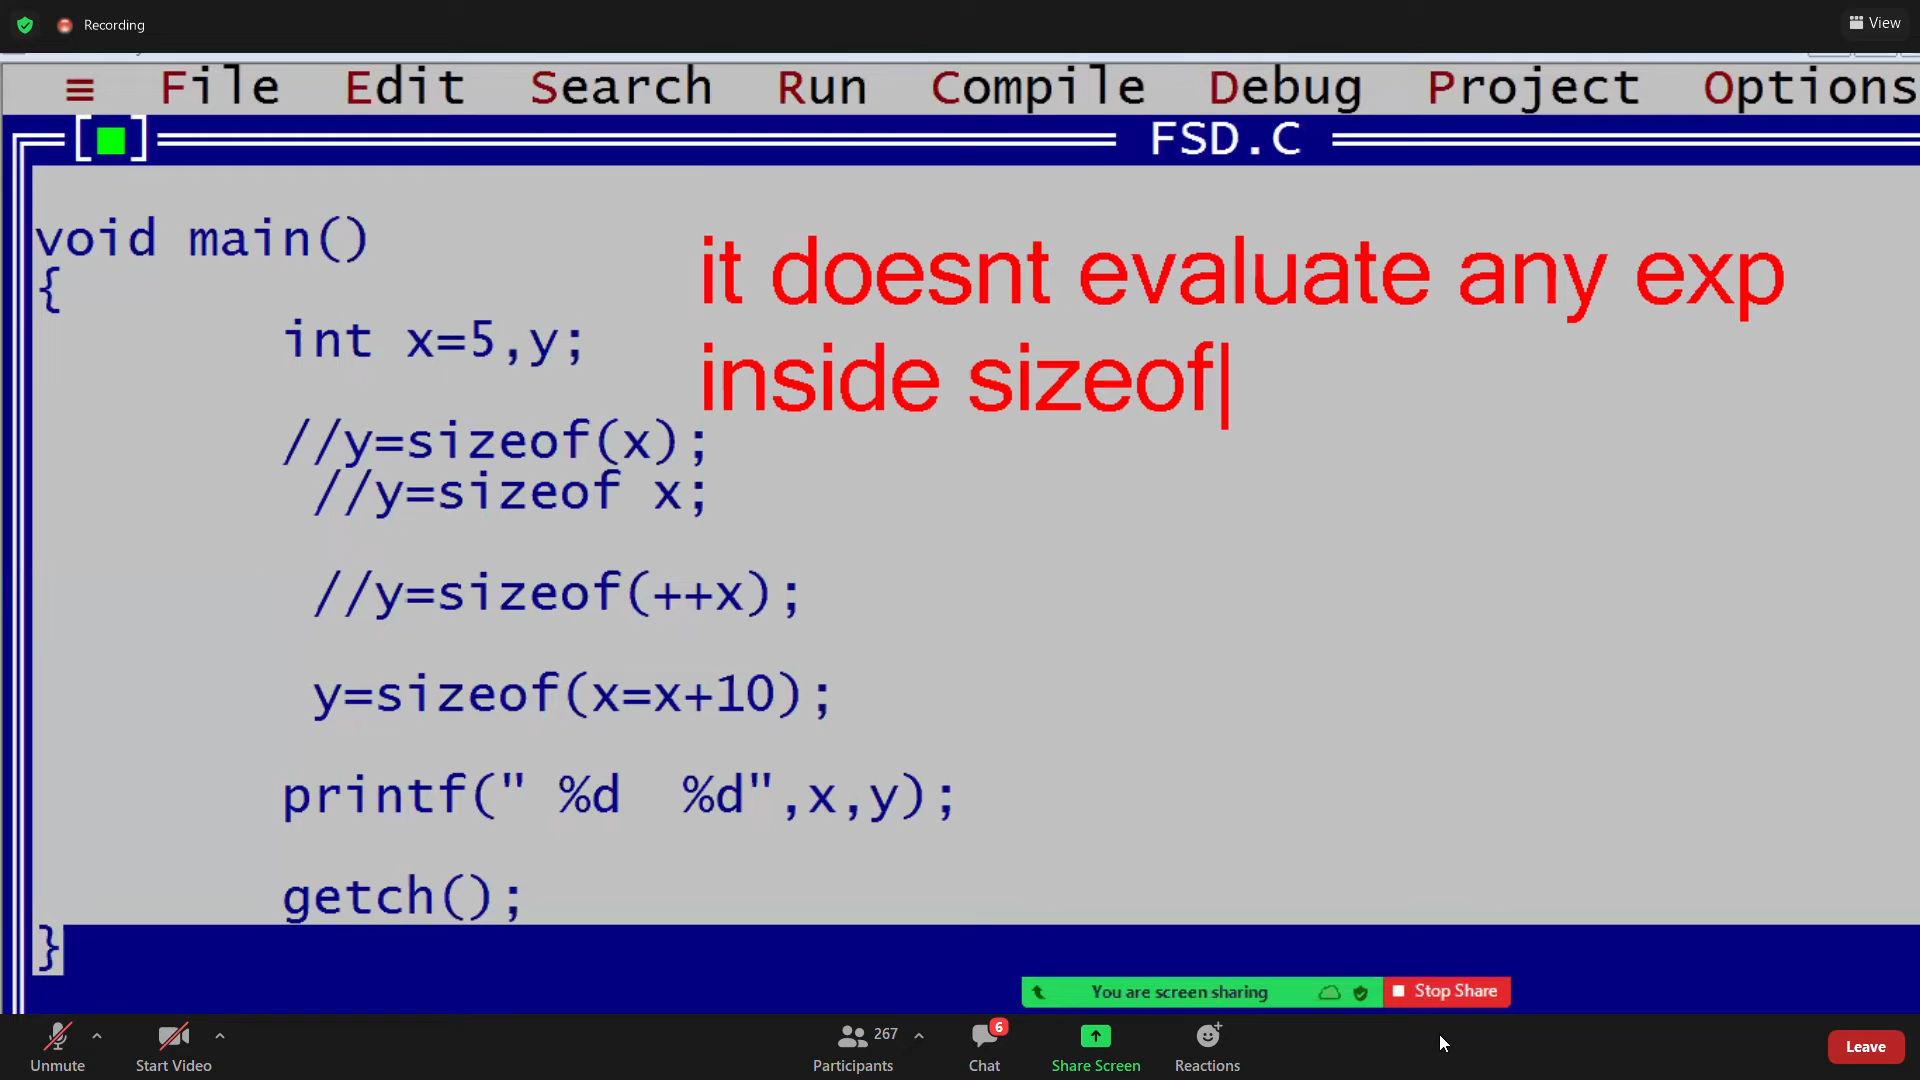 Recording
View
≡ File Edit Search Run Compile Debug Project Options
[■] FSD.C
void main()
{
int x=5,y;
it doesnt evaluate any exp
inside sizeof
//y=sizeof(x);
//y=sizeof x;
//y=sizeof(++x);
y=sizeof(x=x+10);
printf(" %d  %d",x,y);
getch();
}
You are screen sharing
Stop Share
Unmute
Start Video
267
Participants
6
Chat
Share Screen
Reactions
Leave